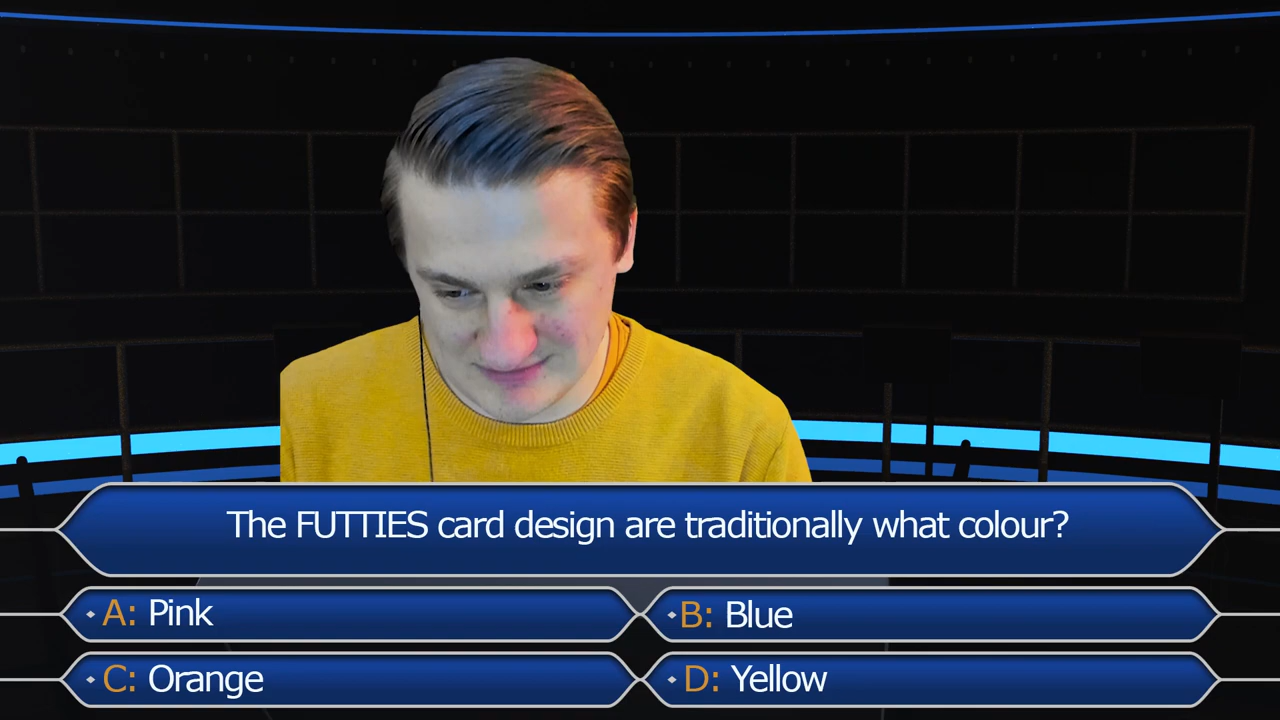 The FUTTIES card design are traditionally what colour?
A: Pink
B: Blue
C: Orange
D: Yellow